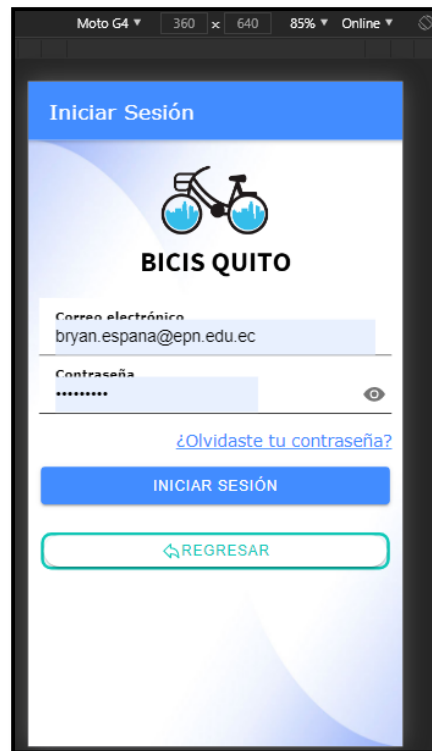 Moto G4 ▼ 360 x 640 85% ▼ Online ▼
Iniciar Sesión
BICIS QUITO
Correo electrónico
bryan.espana@epn.edu.ec
Contraseña
•••••••••
¿Olvidaste tu contraseña?
INICIAR SESIÓN
REGRESAR